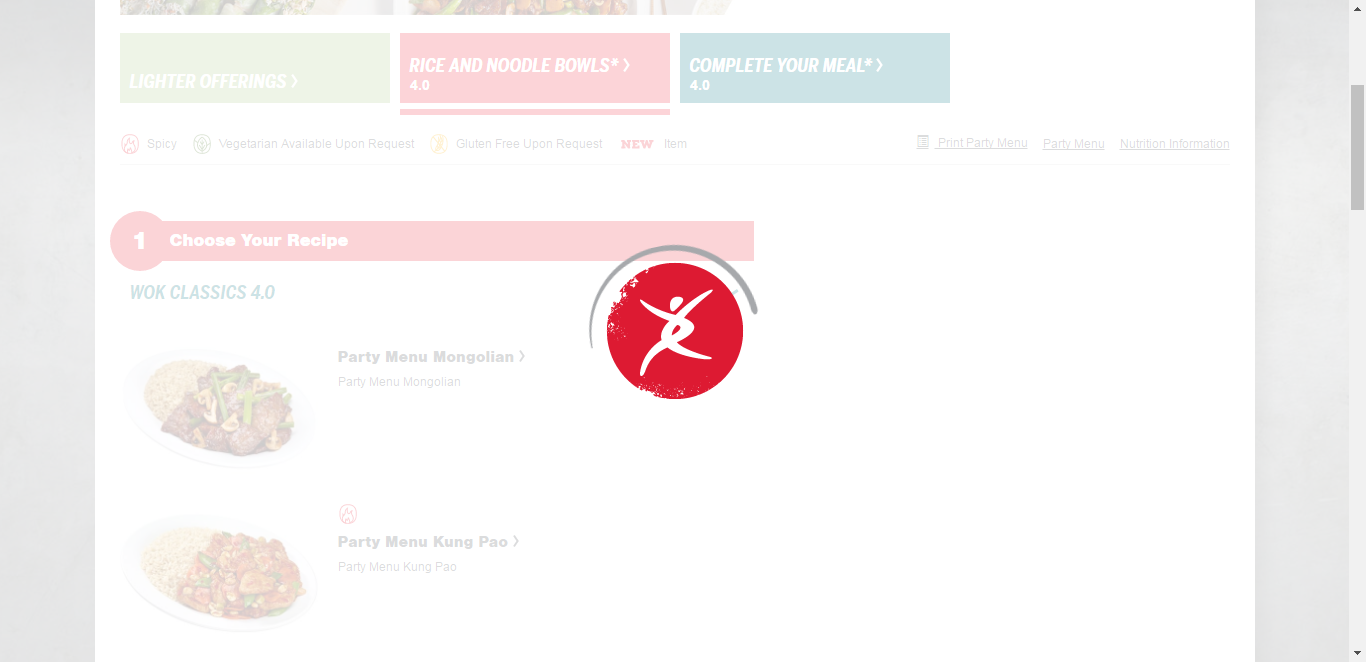 LIGHTER OFFERINGS >
RICE AND NOODLE BOWLS* >
4.0
COMPLETE YOUR MEAL* >
4.0
Spicy
Vegetarian Available Upon Request
Gluten Free Upon Request
NEW Item
Print Party Menu
Party Menu
Nutrition Information
1 Choose Your Recipe
WOK CLASSICS 4.0
Party Menu Mongolian >
Party Menu Mongolian
Party Menu Kung Pao >
Party Menu Kung Pao